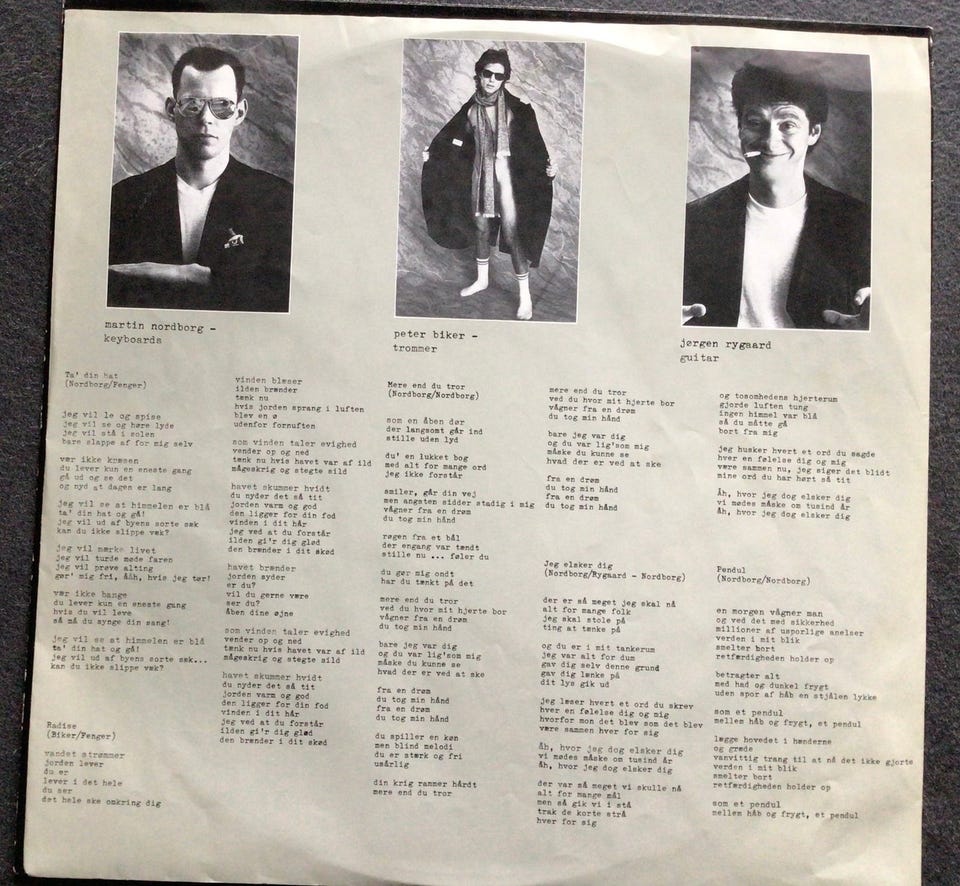 martin nordborg -
keyboards
peter biker -
trommer
jørgen rygaard
guitar
Ta' din hat
(Nordborg/Fenger)
jeg vil le og spise
jeg vil se og høre lyde
jeg vil stå i solen
bare slappe af for mig selv
vær ikke kræsen
du lever kun en eneste gang
gå ud og se det
og nyd at dagen er lang
jeg vil se at himmelen er blå
ta' din hat og gå!
jeg vil ud af byens sorte sæk
kan du ikke slippe væk?
jeg vil mærke livet
jeg vil turde møde faren
jeg vil prøve alting
gør' mig fri, Ååh, hvis jeg tør!
vær ikke bange
du lever kun en eneste gang
hvis du vil leve
så må du synge din sang!
jeg vil se at himmelen er blå
ta' din hat og gå!
jeg vil ud af byens sorte sæk...
kan du ikke slippe væk?
Radise
(Biker/Fenger)
vandet strømmer
jorden lever
du er
lever i det hele
du ser
det hele ske omkring dig
vinden blæser
ilden brænder
tænk nu
hvis jorden sprang i luften
blev en ø
udenfor fornuften
som vinden taler evighed
vender op og ned
tænk nu hvis havet var af ild
mågeskrig og stegte sild
havet skummer hvidt
du nyder det så tit
jorden varm og god
den ligger for din fod
vinden i dit hår
jeg ved at du forstår
ilden gi'r dig glød
den brænder i dit skød
havet brænder
jorden syder
er du?
vil du gerne være
ser du?
åben dine øjne
som vinden taler evighed
vender op og ned
tænk nu hvis havet var af ild
mågeskrig og stegte sild
havet skummer hvidt
du nyder det så tit
jorden varm og god
den ligger for din fod
vinden i dit hår
jeg ved at du forstår
ilden gi'r dig glød
den brænder i dit skød
Mere end du tror
(Nordborg/Nordborg)
som en åben dør
der langsomt går ind
stille uden lyd
du' en lukket bog
med alt for mange ord
jeg ikke forstår
smiler, går din vej
men angsten sidder stadig i mig
vågner fra en drøm
du tog min hånd
røgen fra et bål
der engang var tændt
stille nu ... føler du
du gør mig ondt
har du tænkt på det
mere end du tror
ved du hvor mit hjerte bor
vågner fra en drøm
du tog min hånd
bare jeg var dig
og du var lig'som mig
måske du kunne se
hvad der er ved at ske
fra en drøm
du tog min hånd
fra en drøm
du tog min hånd
du spiller en køn
men blind melodi
du er stærk og fri
usårlig
din krig rammer hårdt
mere end du tror
mere end du tror
ved du hvor mit hjerte bor
vågner fra en drøm
du tog min hånd
bare jeg var dig
og du var lig'som mig
måske du kunne se
hvad der er ved at ske
fra en drøm
du tog min hånd
fra en drøm
du tog min hånd
Jeg elsker dig
(Nordborg/Rygaard - Nordborg)
der er så meget jeg skal nå
alt for mange folk
jeg skal stole på
ting at tænke på
og du er i mit tankerum
jeg var alt for dum
gav dig selv denne grund
gav dig lænke på
dit lys gik ud
jeg læser hvert et ord du skrev
hver en følelse dig og mig
hvorfor mon det blev som det blev
være sammen hver for sig
Åh, hvor jeg dog elsker dig
vi mødes måske om tusind år
Åh, hvor jeg dog elsker dig
der var så meget vi skulle nå
alt for mange mål
men så gik vi i stå
trak de korte strå
hver for sig
og tosomhedens hjerterum
gjorde luften tung
ingen himmel var blå
så du måtte gå
bort fra mig
jeg husker hvert et ord du sagde
hver en følelse dig og mig
være sammen nu, jeg siger det blidt
mine ord du har hørt så tit
Åh, hvor jeg dog elsker dig
vi mødes måske om tusind år
Åh, hvor jeg dog elsker dig
Pendul
(Nordborg/Nordborg)
en morgen vågner man
og ved det med sikkerhed
millioner af usporlige anelser
verden i mit blik
smelter bort
retfærdigheden holder op
betragter alt
med had og dunkel frygt
uden spor af håb en stjålen lykke
som et pendul
mellem håb og frygt, et pendul
lægge hovedet i hænderne
og græde
vanvittig trang til at nå det ikke gjorte
verden i mit blik
smelter bort
retfærdigheden holder op
som et pendul
mellem håb og frygt, et pendul